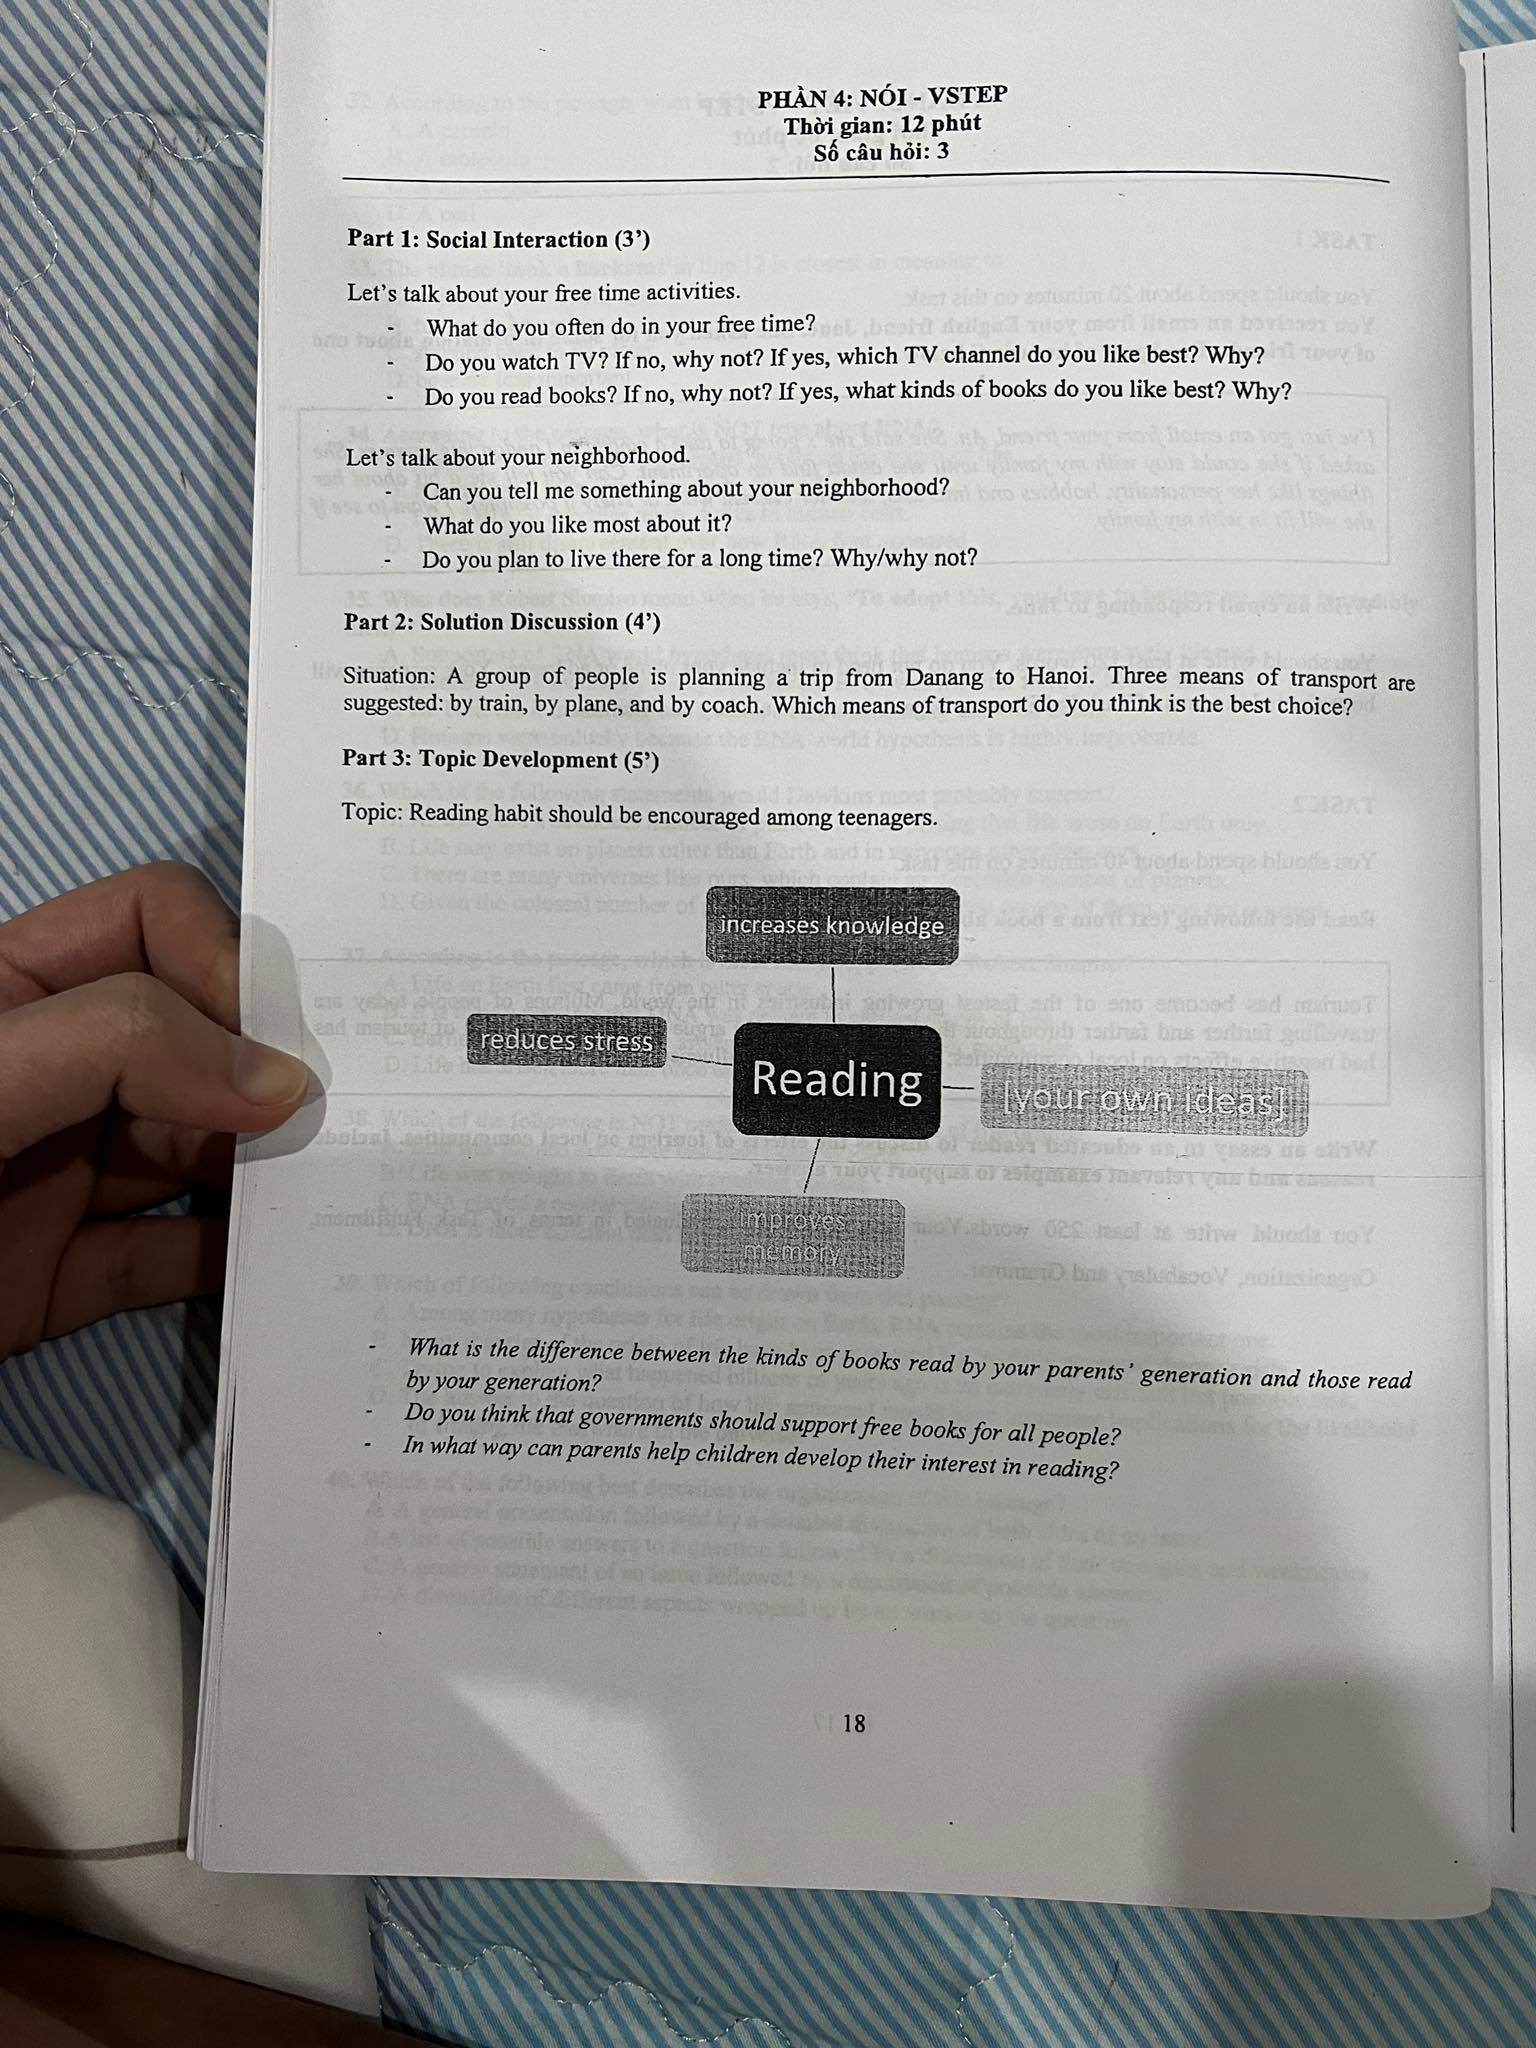 PHẦN 4: NÓI - VSTEP
Thời gian: 12 phút
Số câu hỏi: 3
Part 1: Social Interaction (3’)
Let’s talk about your free time activities.
- What do you often do in your free time?
- Do you watch TV? If no, why not? If yes, which TV channel do you like best? Why?
- Do you read books? If no, why not? If yes, what kinds of books do you like best? Why?
Let’s talk about your neighborhood.
- Can you tell me something about your neighborhood?
- What do you like most about it?
- Do you plan to live there for a long time? Why/why not?
Part 2: Solution Discussion (4’)
Situation: A group of people is planning a trip from Danang to Hanoi. Three means of transport are
suggested: by train, by plane, and by coach. Which means of transport do you think is the best choice?
Part 3: Topic Development (5’)
Topic: Reading habit should be encouraged among teenagers.
increases knowledge
reduces stress
Reading
[your own ideas]
improves
memory
- What is the difference between the kinds of books read by your parents’ generation and those read
by your generation?
- Do you think that governments should support free books for all people?
- In what way can parents help children develop their interest in reading?
18